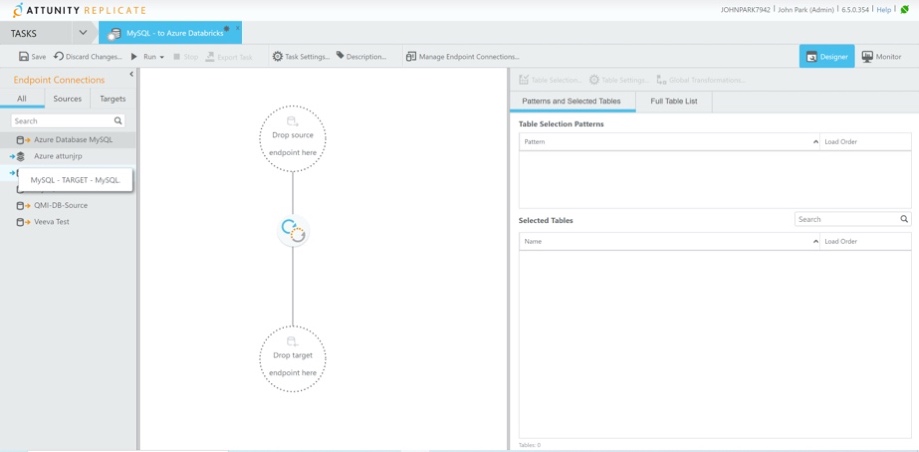 ATTUNITY REPLICATE
JOHNPARK7942 | John Park (Admin) | 6.5.0.354 | Help |
TASKS
MySQL - to Azure Databricks
Save
Discard Changes...
Run
Stop
Export Task
Task Settings...
Description...
Manage Endpoint Connections...
Designer
Monitor
Endpoint Connections
All
Sources
Targets
Search
Azure Database MySQL
Azure attunjrp
MySQL - TARGET - MySQL
QMI-DB-Source
Veeva Test
Drop source
endpoint here
Drop target
endpoint here
Table Selection...
Table Settings...
Global Transformations...
Patterns and Selected Tables
Full Table List
Table Selection Patterns
Pattern
Load Order
Selected Tables
Search
Name
Load Order
Tables: 0